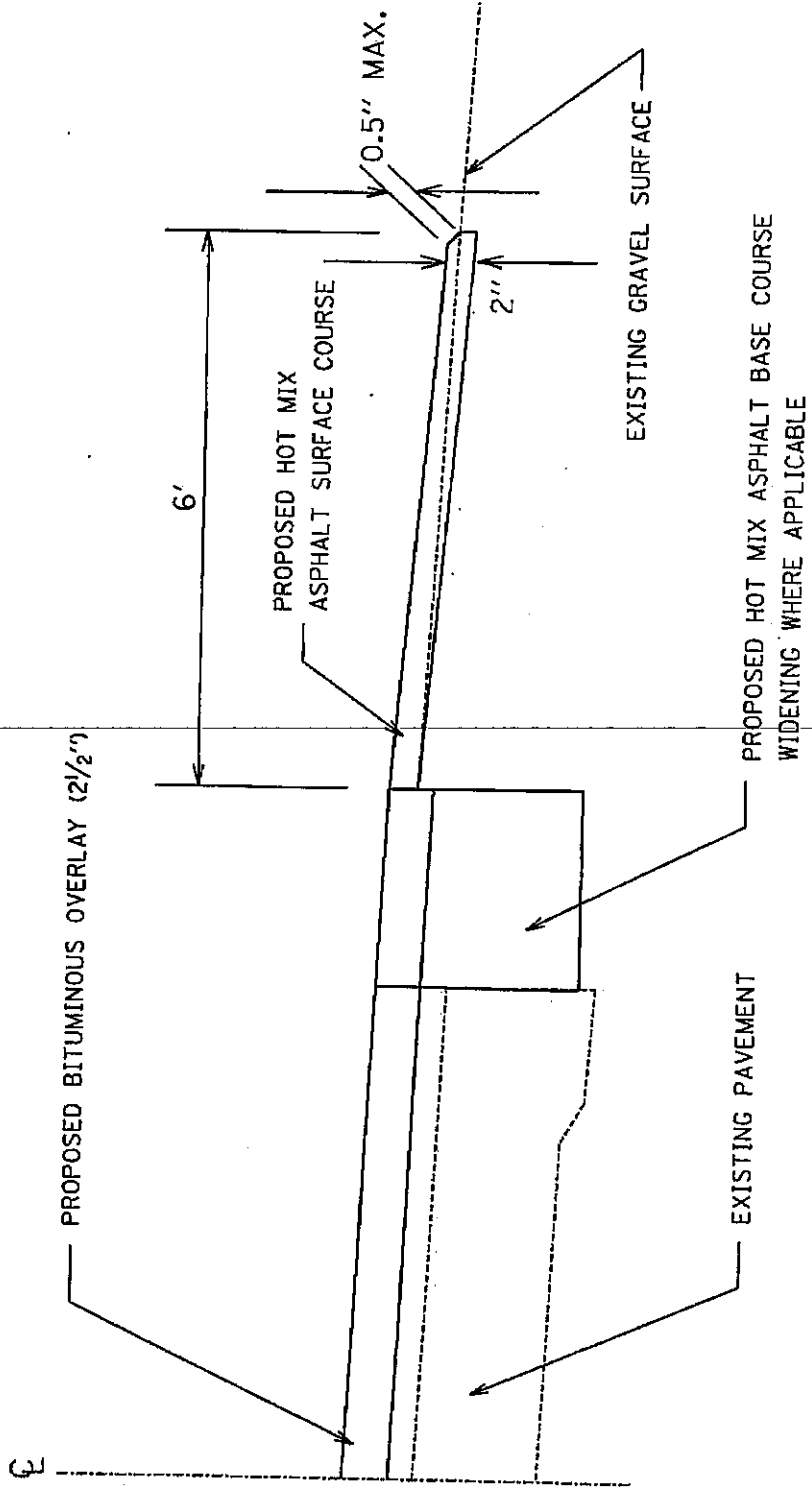 ℄
PROPOSED BITUMINOUS OVERLAY (2½")
6'
PROPOSED HOT MIX
ASPHALT SURFACE COURSE
0.5" MAX.
2"
EXISTING GRAVEL SURFACE
PROPOSED HOT MIX ASPHALT BASE COURSE
WIDENING WHERE APPLICABLE
EXISTING PAVEMENT